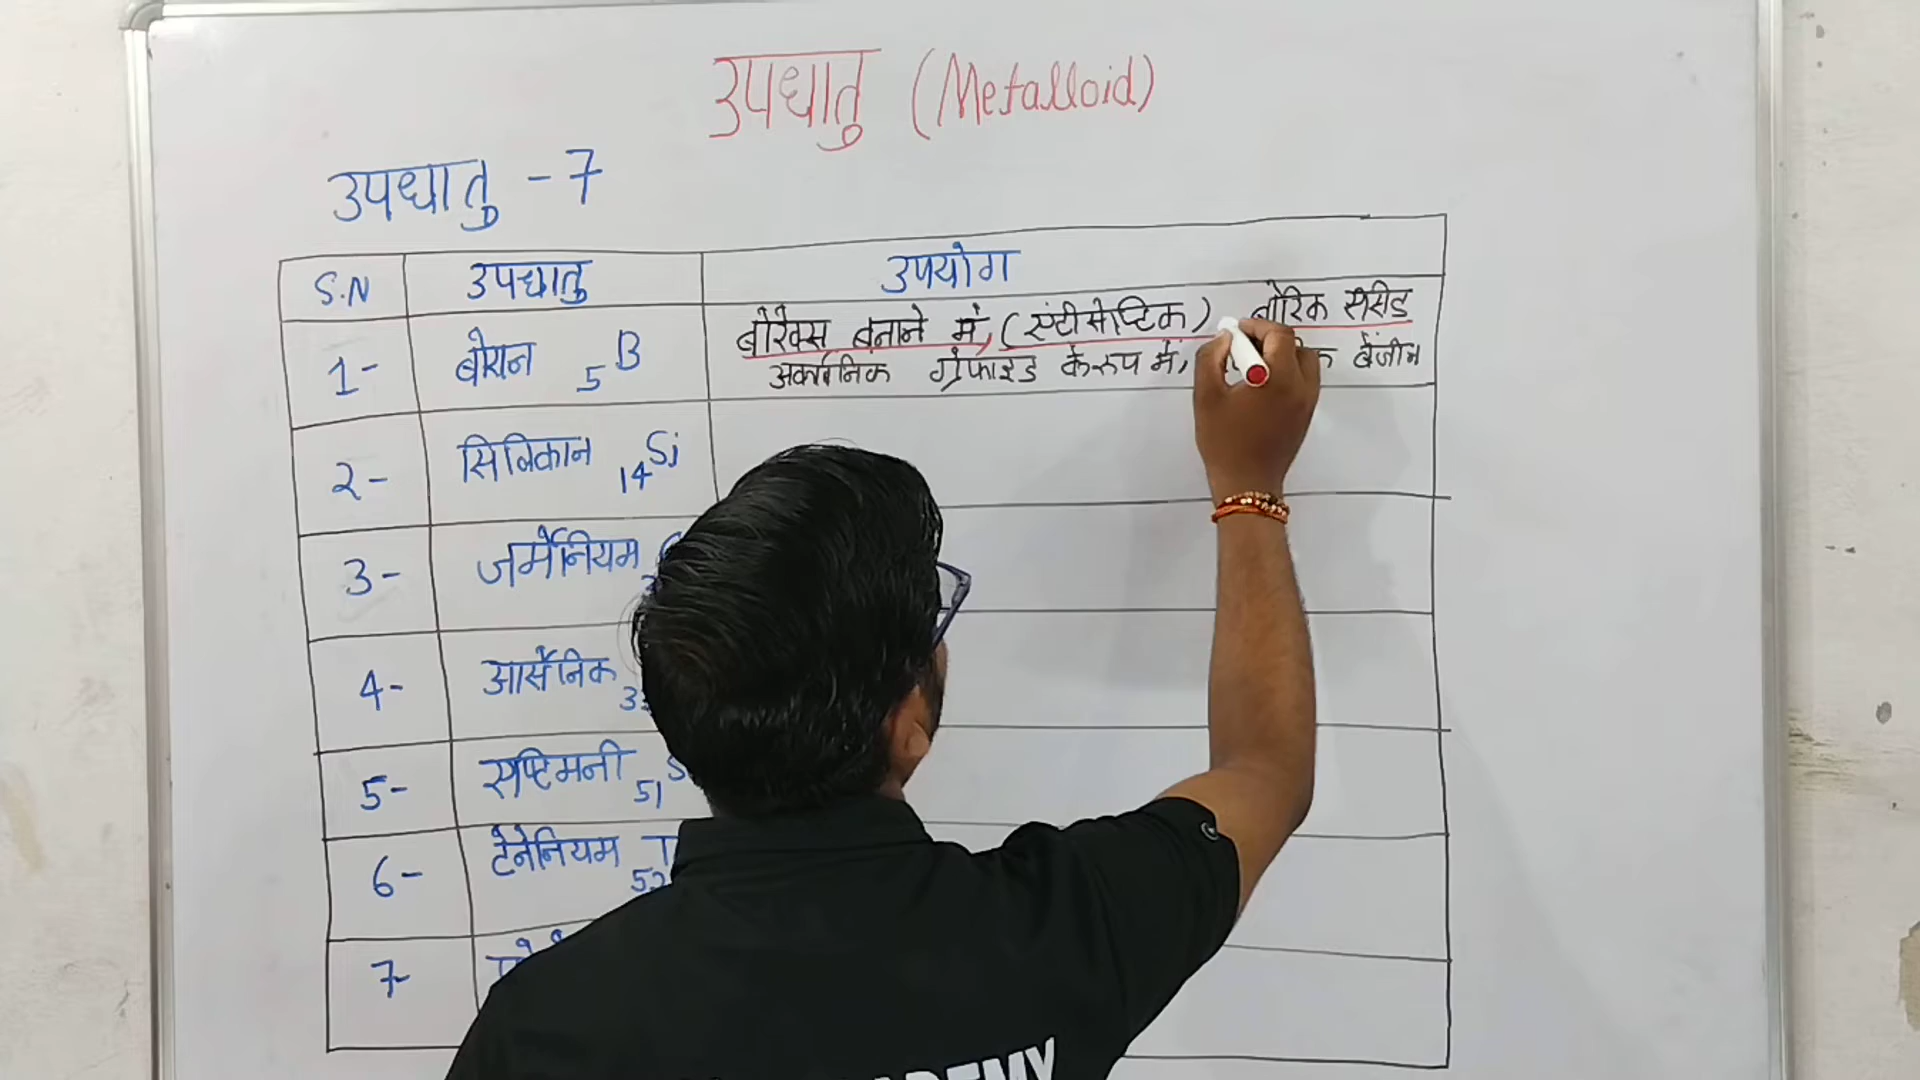 उपधातु (Metalloid)
उपधातु - 7
S.N उपधातु उपयोग
1- बोरान 5B बोरेक्स बनाने में, (एंटीसेप्टिक) बोरिक एसीड
अकार्बनिक ग्रेफाइड के रुप में, बेंजीन
2- सिलिकान 14Si
3- जर्मेनियम
4- आर्सेनिक
5- एण्टिमनी 51
6- टेलेनियम
7-
ACADEMY